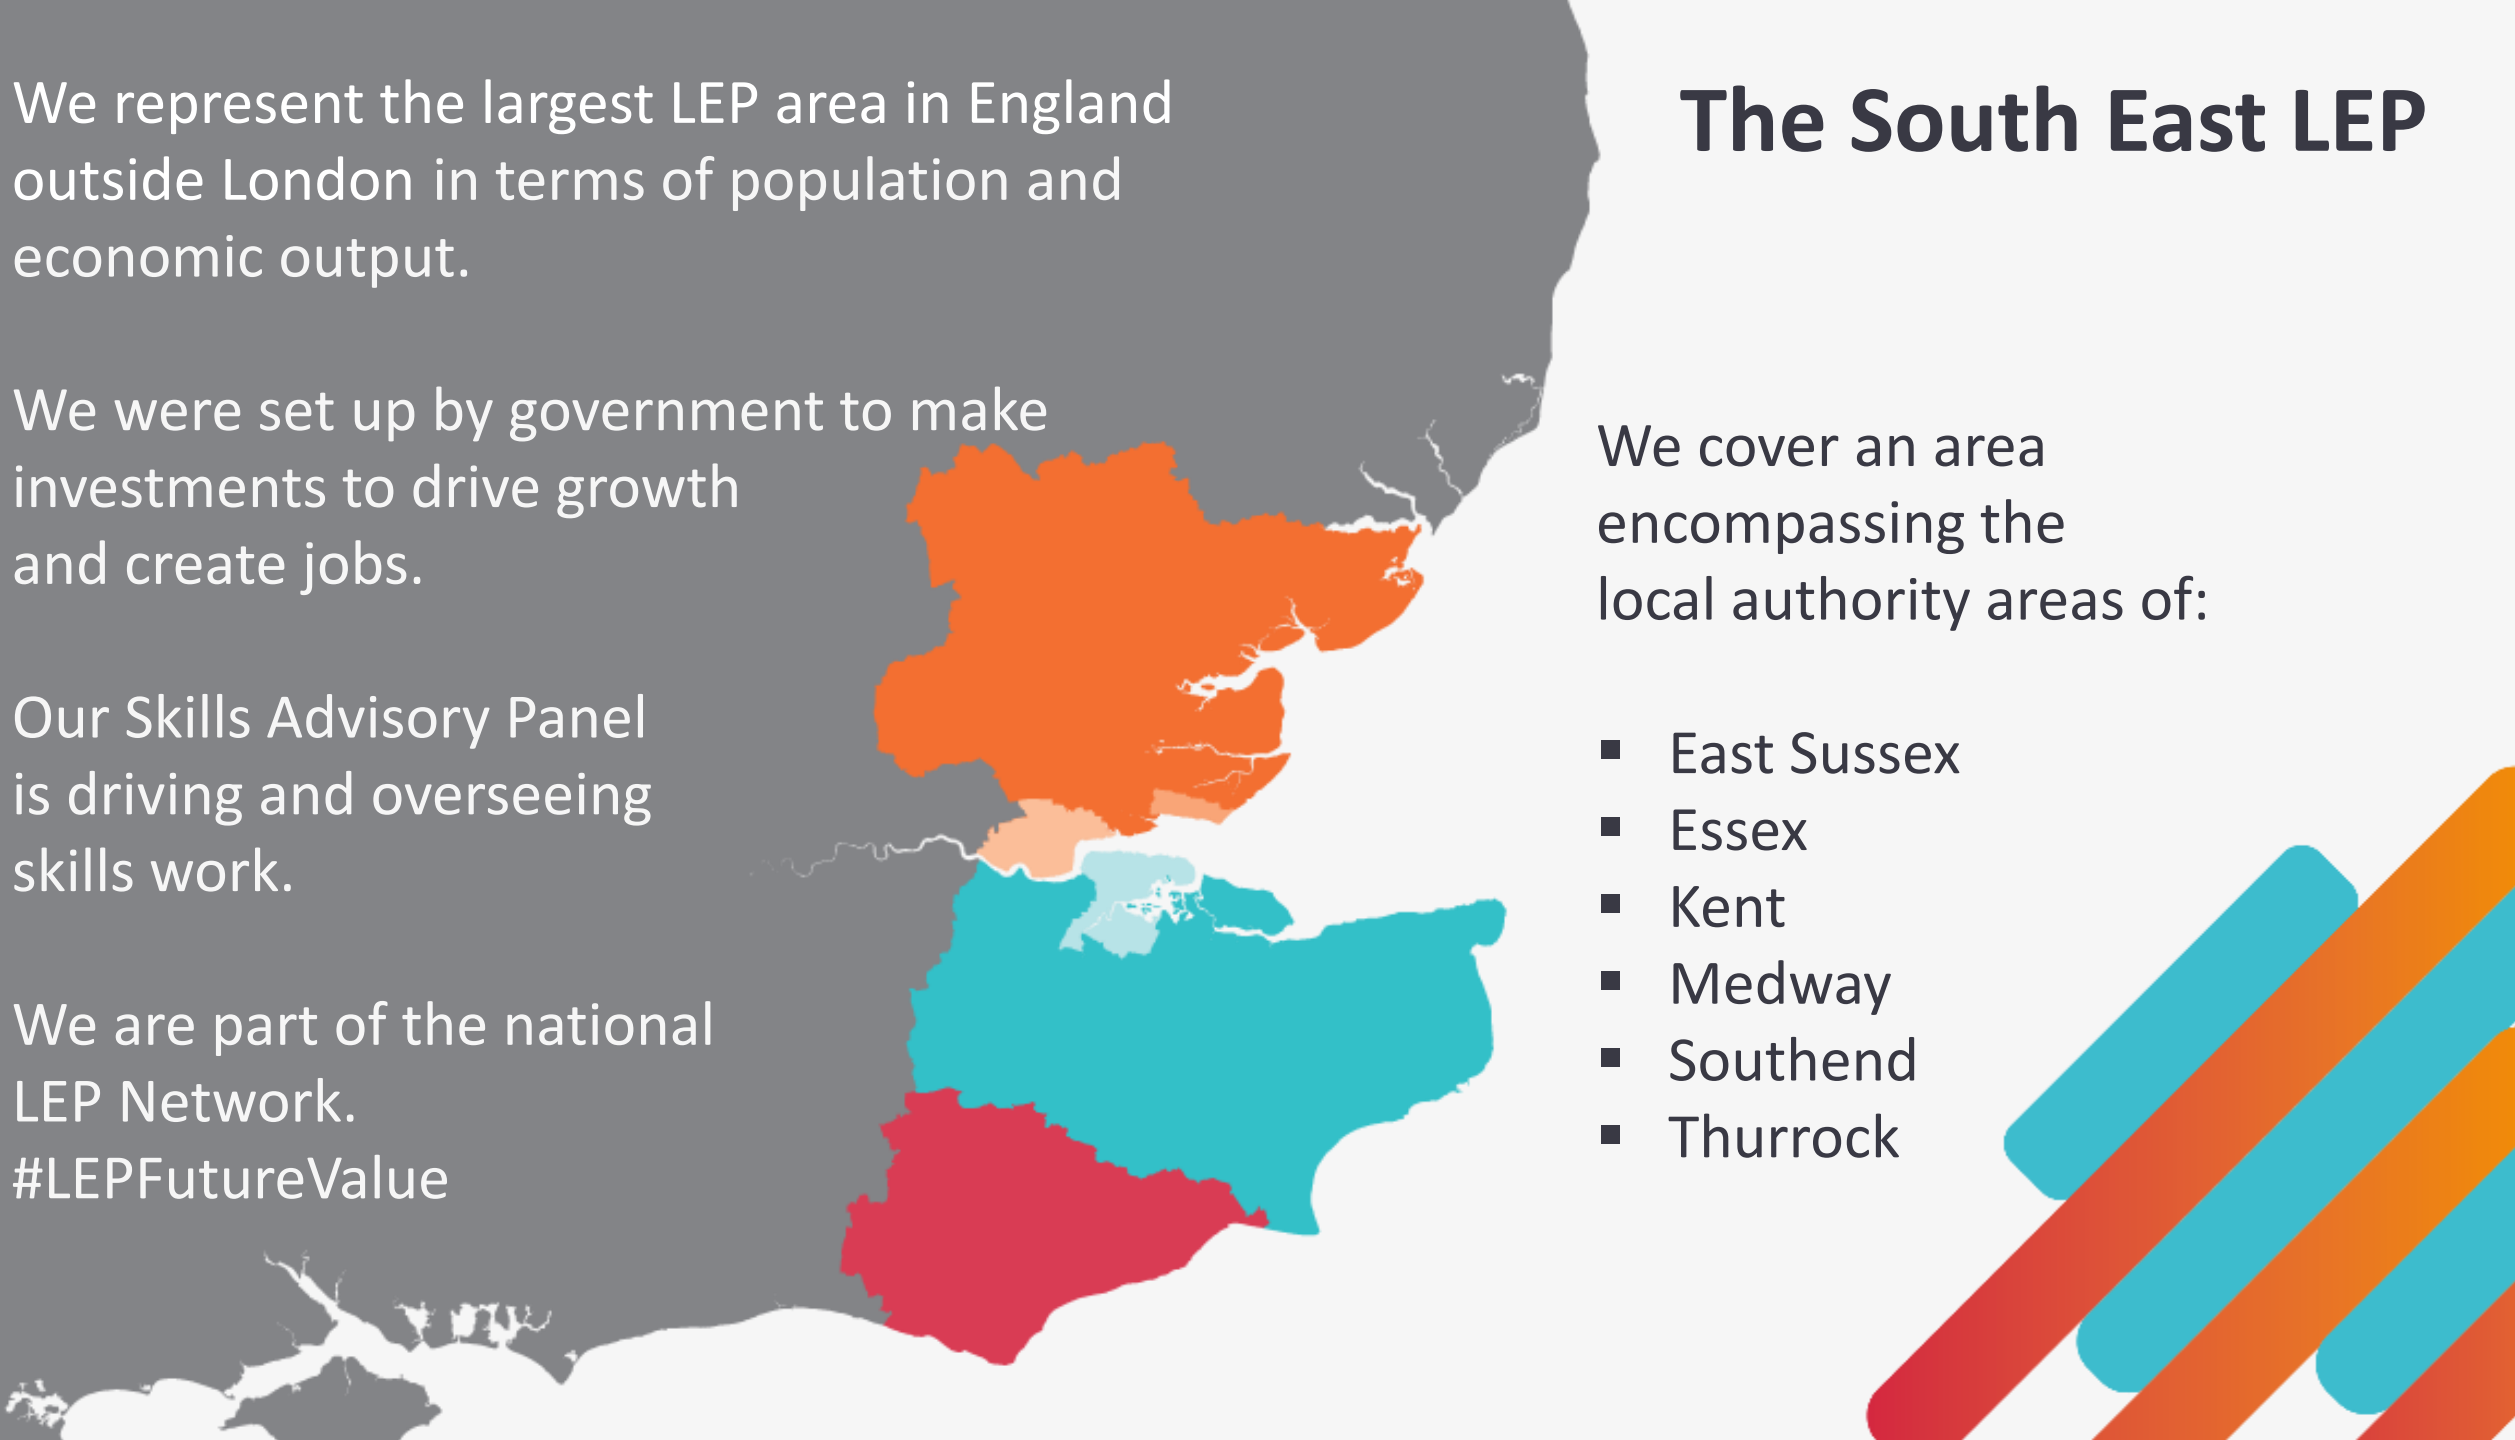 The South East LEP
We represent the largest LEP area in England
outside London in terms of population and
economic output.
We were set up by government to make
investments to drive growth
and create jobs.
Our Skills Advisory Panel
is driving and overseeing
skills work.
We are part of the national
LEP Network.
#LEPFutureValue
We cover an area
encompassing the
local authority areas of:
▪ East Sussex
▪ Essex
▪ Kent
▪ Medway
▪ Southend
▪ Thurrock